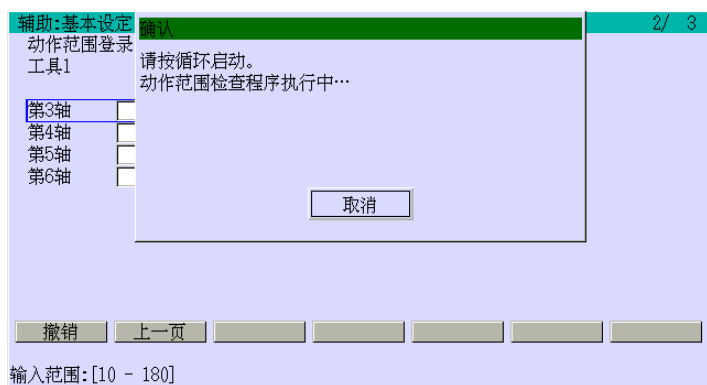 辅助:基本设定
2/ 3
动作范围登录
工具1
确认
请按循环启动。
动作范围检查程序执行中…
第3轴
第4轴
第5轴
第6轴
取消
撤销 上一页
输入范围:[10 - 180]